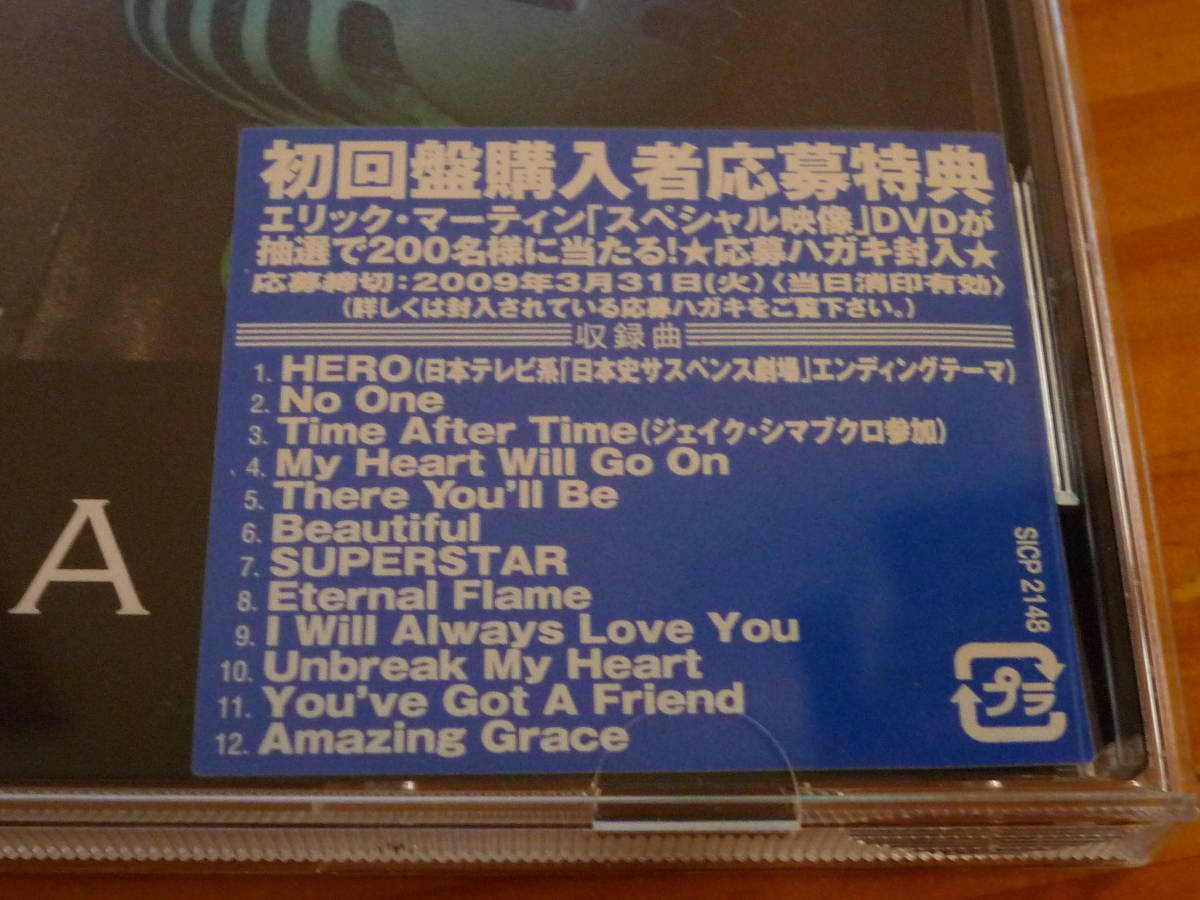 初回盤購入者応募特典
エリック・マーティン「スペシャル映像」DVDが
抽選で200名様に当たる!★応募ハガキ封入★
応募締切:2009年3月31日(火)〈当日消印有効〉
(詳しくは封入されている応募ハガキをご覧下さい。)
収録曲
1. HERO(日本テレビ系「日本史サスペンス劇場」エンディングテーマ)
2. No One
3. Time After Time(ジェイク・シマブクロ参加)
4. My Heart Will Go On
5. There You'll Be
6. Beautiful
7. SUPERSTAR
8. Eternal Flame
9. I Will Always Love You
10. Unbreak My Heart
11. You've Got A Friend
12. Amazing Grace
SICP 2148
プラ
A